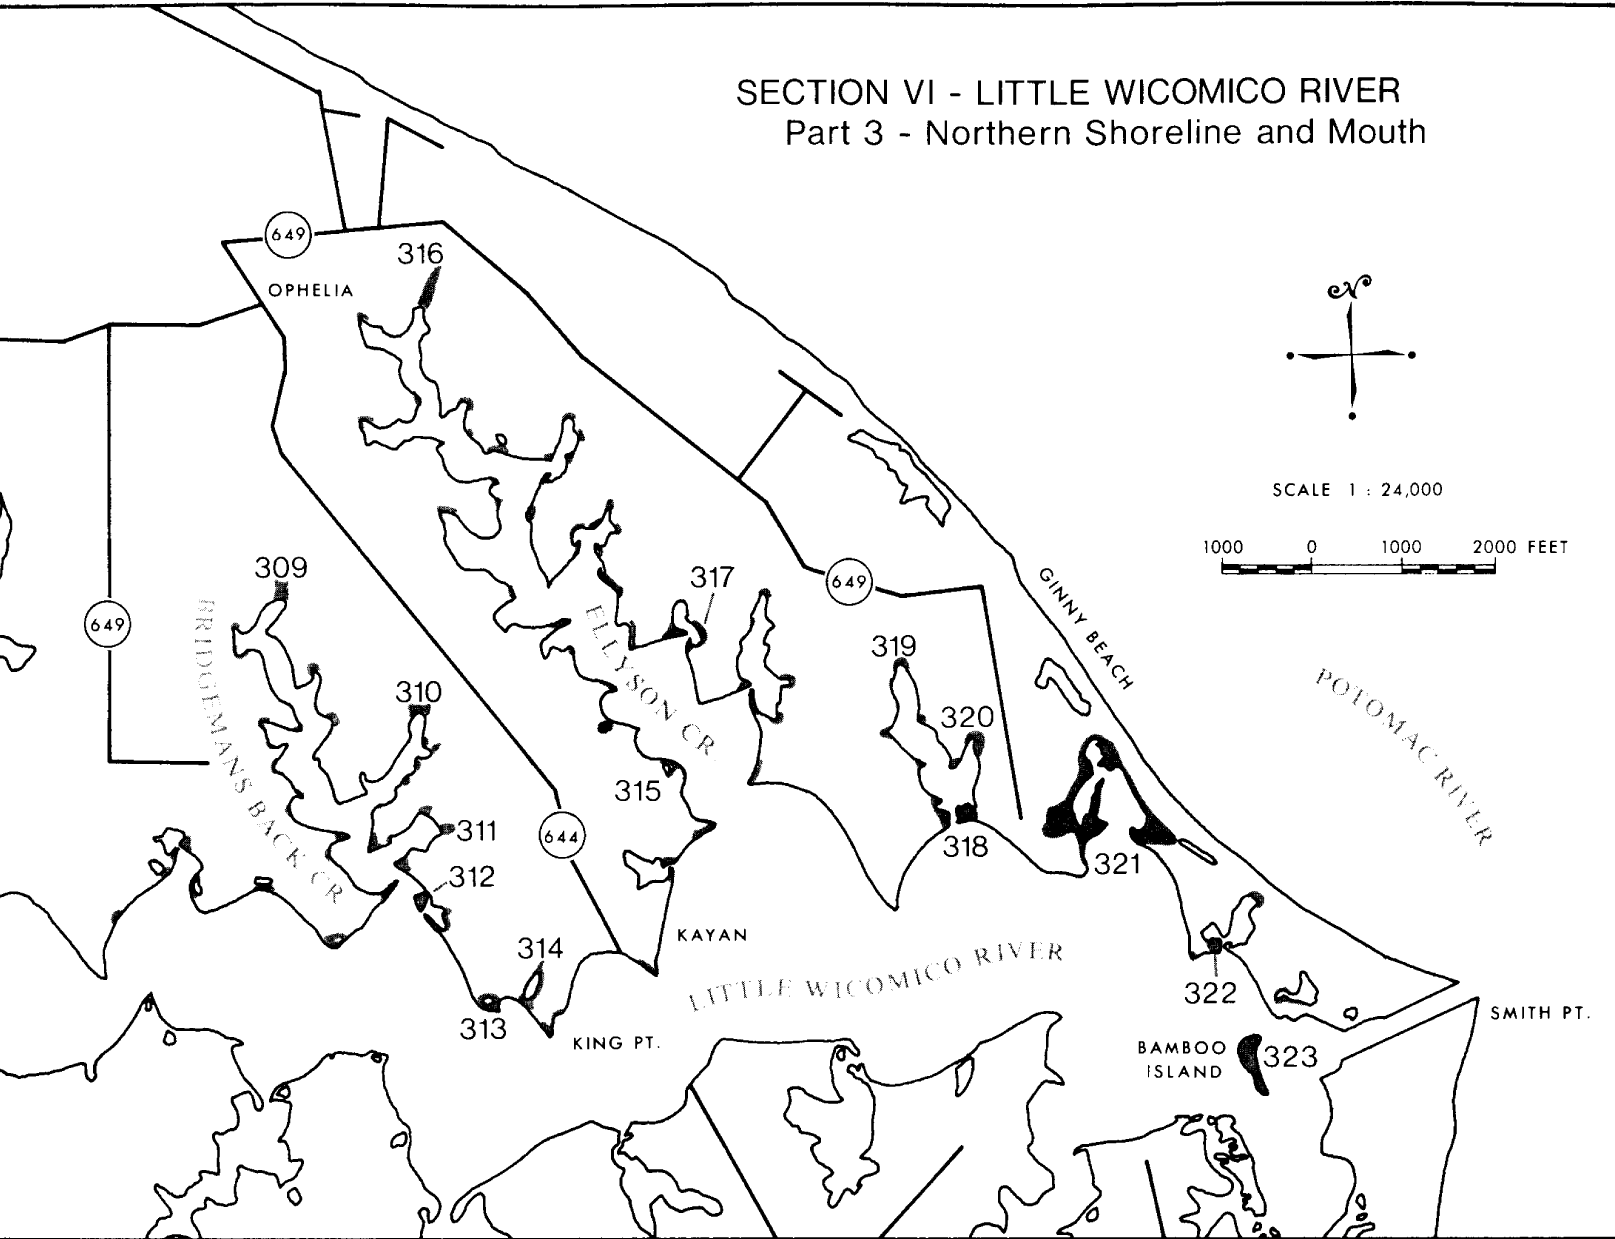 SECTION VI - LITTLE WICOMICO RIVER
Part 3 - Northern Shoreline and Mouth
649
316
OPHELIA
N
SCALE 1 : 24,000
1000 0 1000 2000 FEET
309
649
317
649
GINNY BEACH
BRIDGEMANS BACK CR
ELLYSON CR.
319
310
320
POTOMAC RIVER
315
311
644
318
321
312
314
KAYAN
LITTLE WICOMICO RIVER
322
313
KING PT.
SMITH PT.
BAMBOO
ISLAND
323